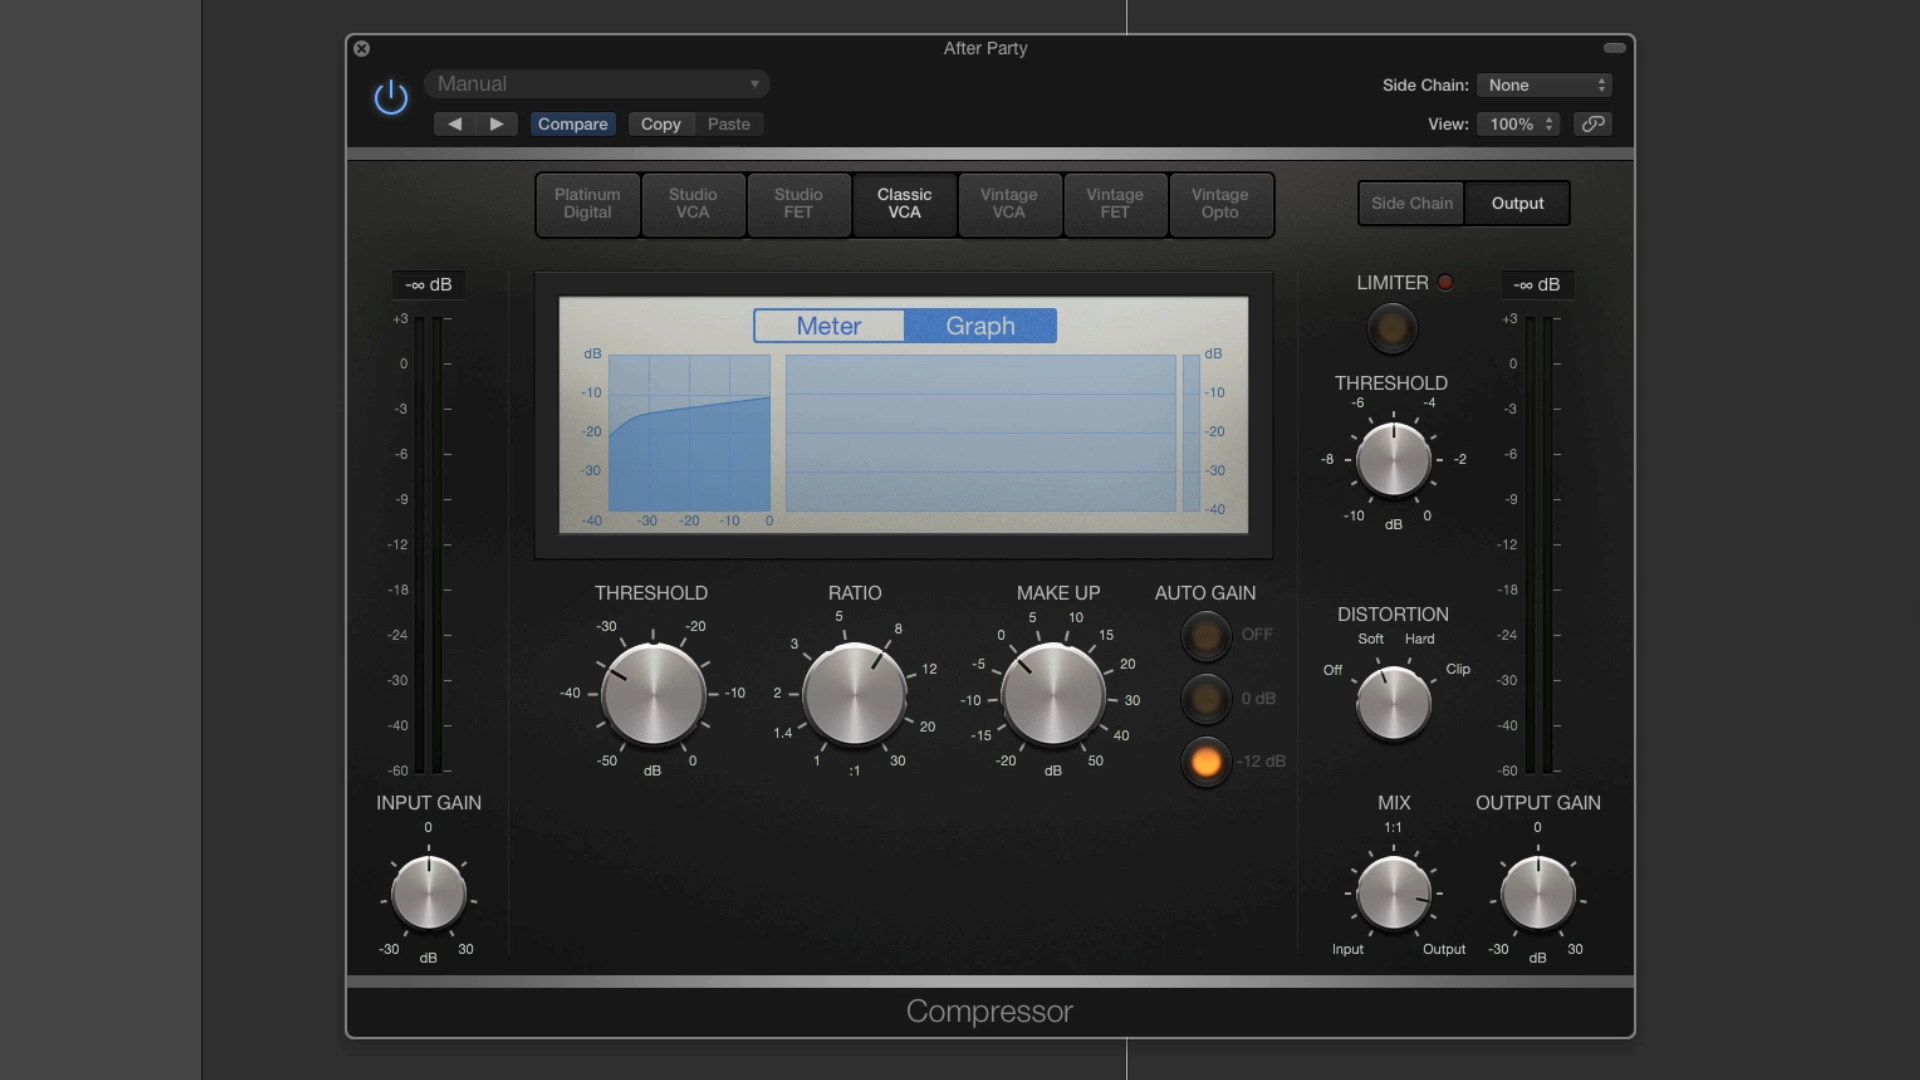 After Party
Manual
Side Chain: None
Compare Copy Paste
View: 100%
Platinum Digital
Studio VCA
Studio FET
Classic VCA
Vintage VCA
Vintage FET
Vintage Opto
Side Chain Output
-∞ dB
+3
0
-3
-6
-9
-12
-18
-24
-30
-40
-60
INPUT GAIN
0
-30 dB 30
Meter Graph
dB
-10
-20
-30
-40 -30 -20 -10 0
dB
-10
-20
-30
-40
THRESHOLD
-30 -20
-40 -10
-50 dB 0
RATIO
5
3 8
2 12
1.4 20
1 :1 30
MAKE UP
5 10
0 15
-5 20
-10 30
-15 40
-20 dB 50
AUTO GAIN
OFF
0 dB
-12 dB
LIMITER
THRESHOLD
-6 -4
-8 -2
-10 dB 0
DISTORTION
Soft Hard
Off Clip
MIX
1:1
Input Output
-∞ dB
+3
0
-3
-6
-9
-12
-18
-24
-30
-40
-60
OUTPUT GAIN
0
-30 dB 30
Compressor